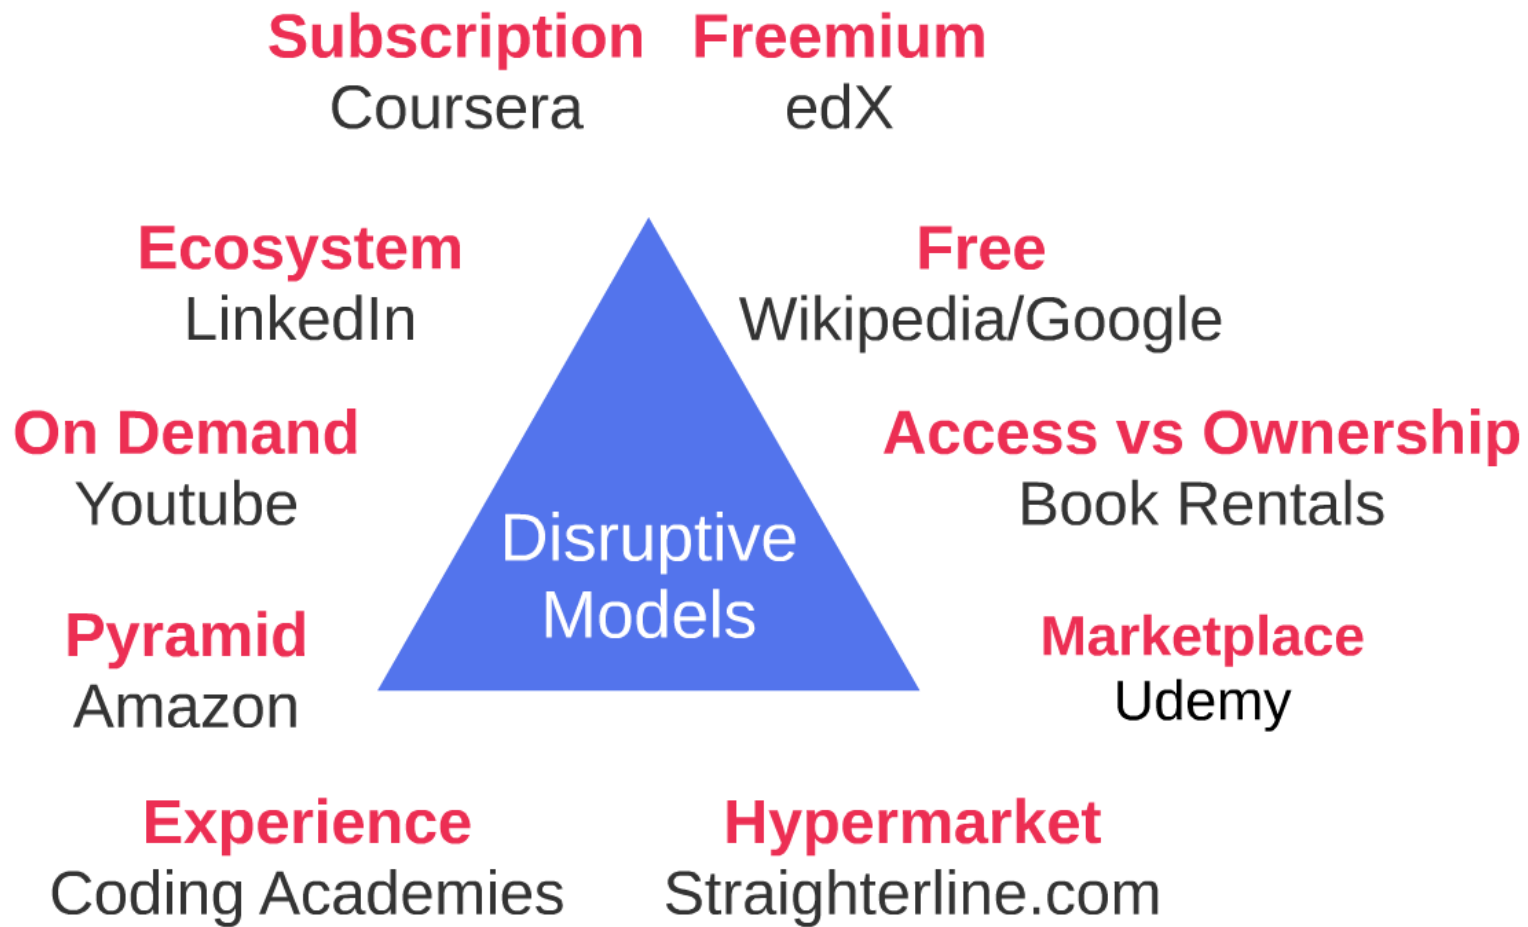 Subscription
Coursera
Freemium
edX
Ecosystem
LinkedIn
Free
Wikipedia/Google
On Demand
Youtube
Access vs Ownership
Book Rentals
Disruptive
Models
Pyramid
Amazon
Marketplace
Udemy
Experience
Coding Academies
Hypermarket
Straighterline.com